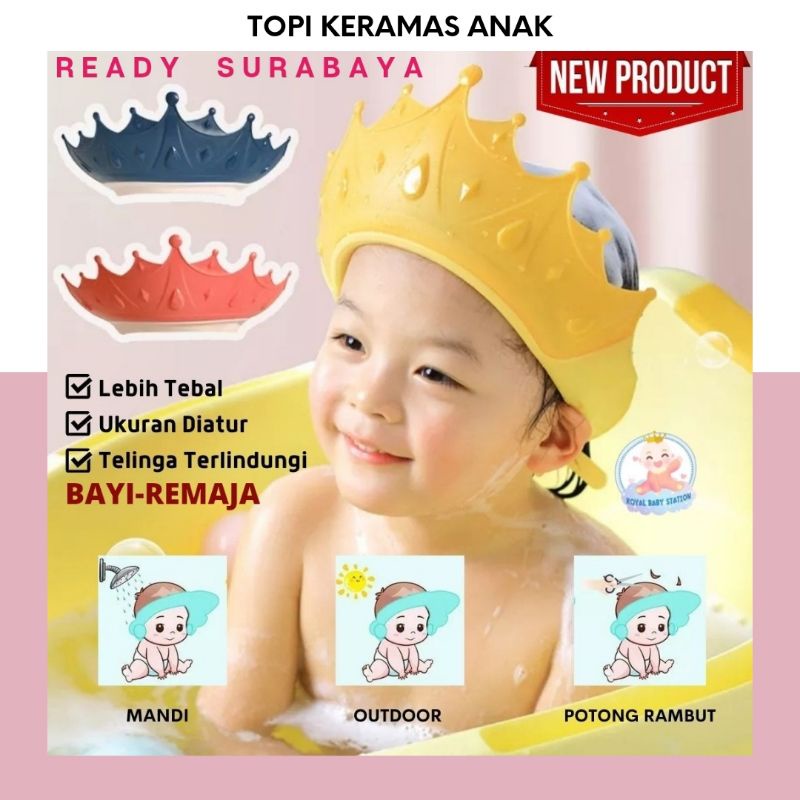 TOPI KERAMAS ANAK
READY SURABAYA
NEW PRODUCT
Lebih Tebal
Ukuran Diatur
Telinga Terlindungi
BAYI-REMAJA
ROYAL BABY STATION
MANDI
OUTDOOR
POTONG RAMBUT